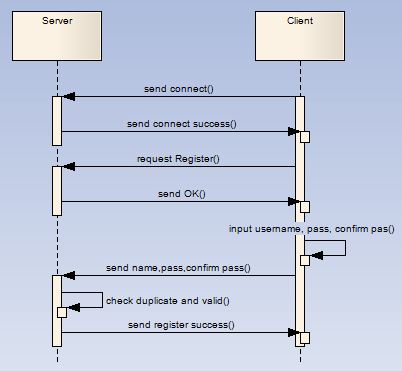 Server
Client
send connect()
send connect success()
request Register()
send OK()
input username, pass, confirm pas()
send name,pass,confirm pass()
check duplicate and valid()
send register success()